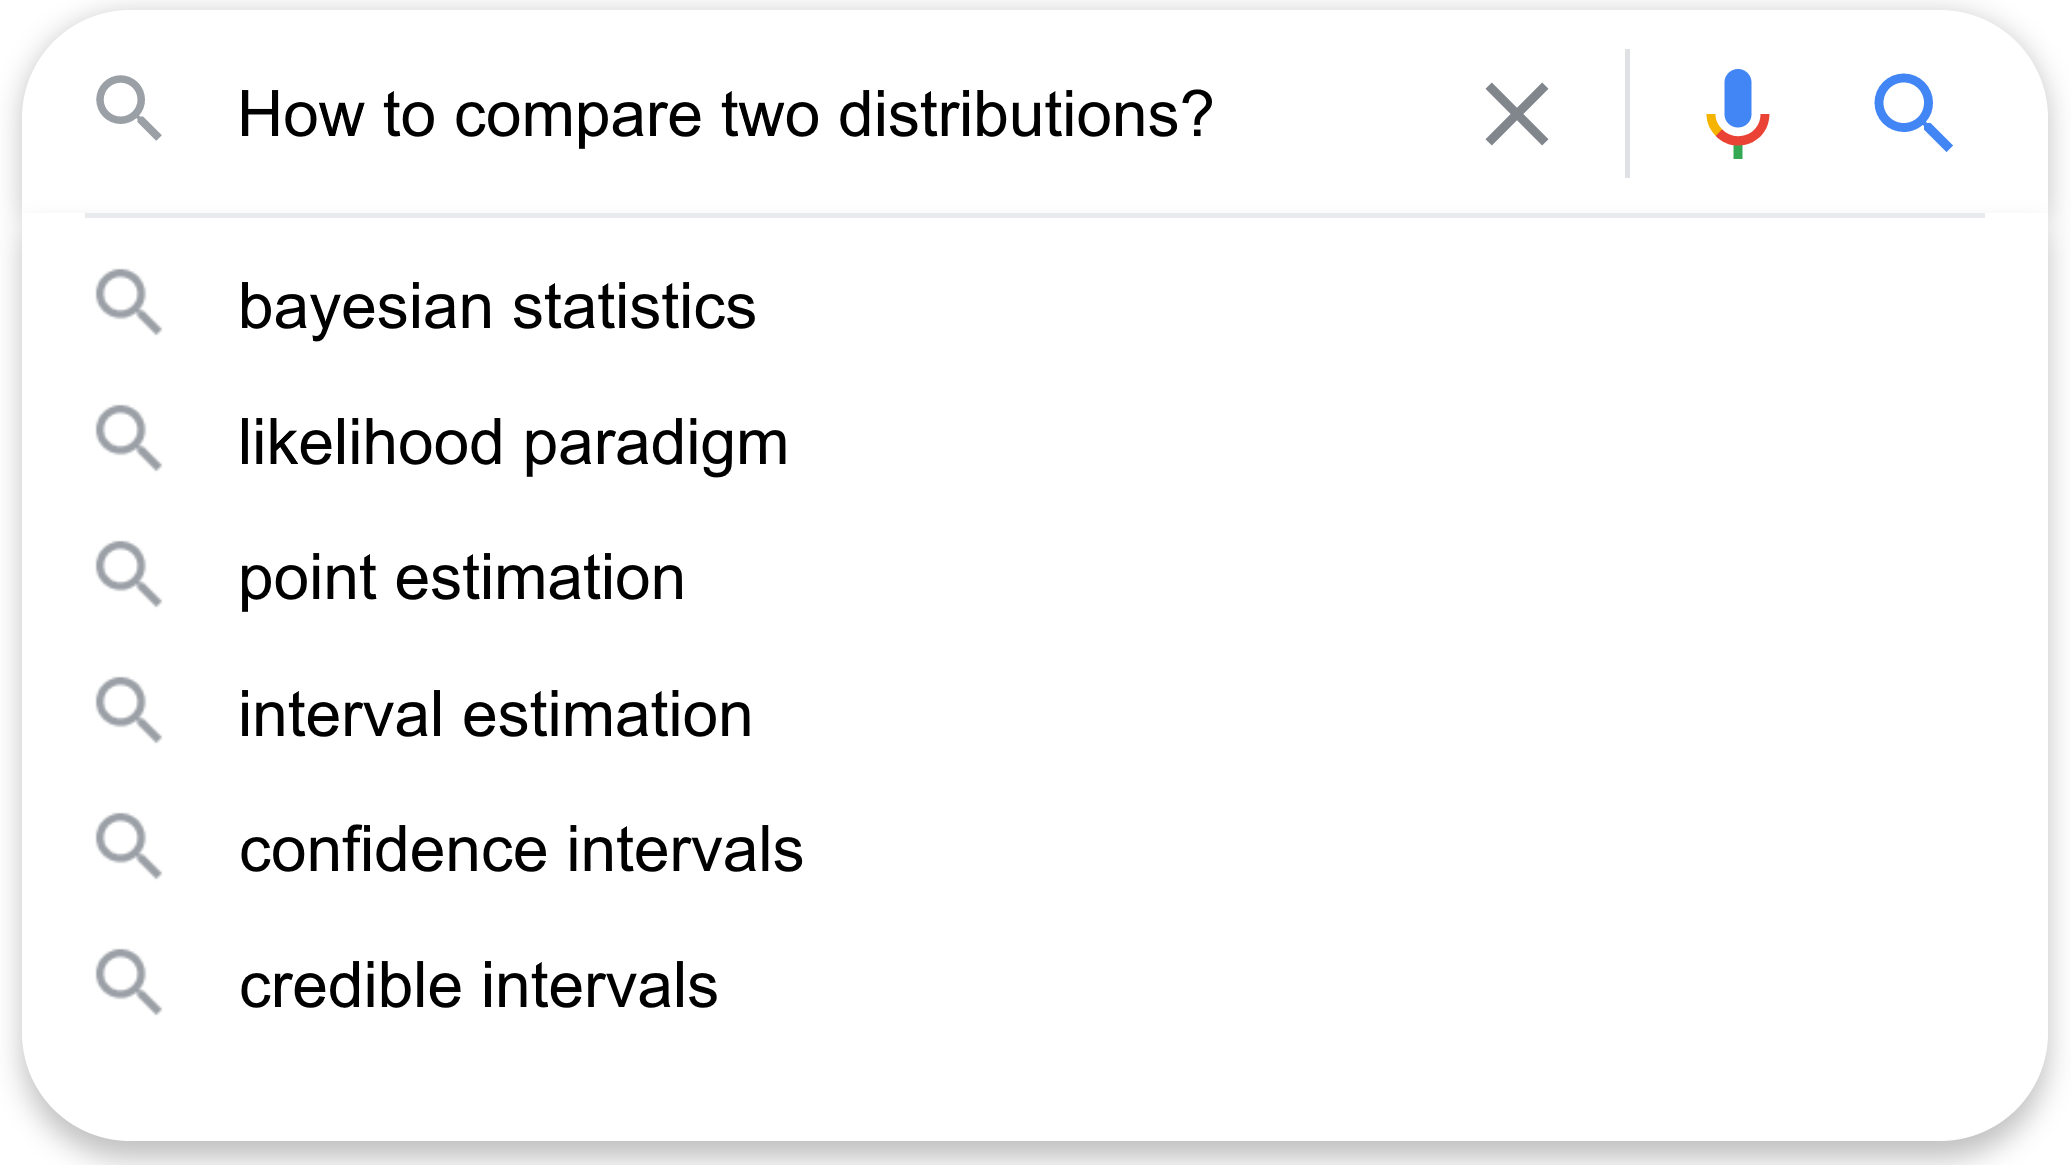 How to compare two distributions?
bayesian statistics
likelihood paradigm
point estimation
interval estimation
confidence intervals
credible intervals